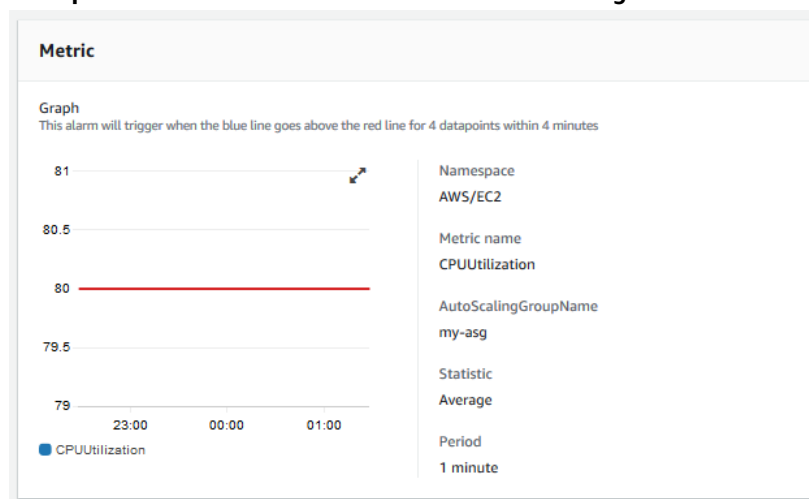 Metric
Graph
This alarm will trigger when the blue line goes above the red line for 4 datapoints within 4 minutes
81
80.5
80
79.5
79
23:00 00:00 01:00
CPUUtilization
Namespace
AWS/EC2
Metric name
CPUUtilization
AutoScalingGroupName
my-asg
Statistic
Average
Period
1 minute